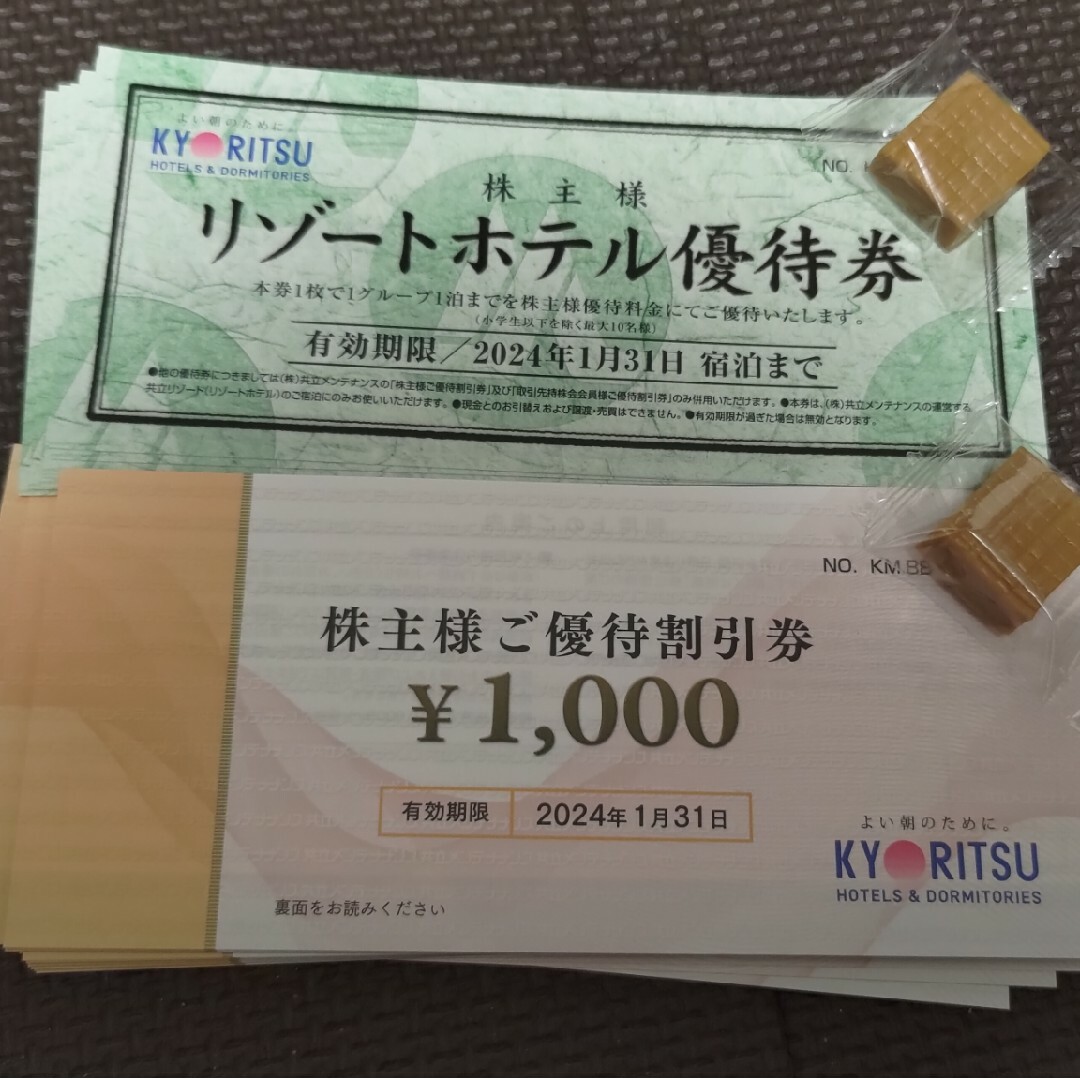 よい朝のために。
KYORITSU
HOTELS & DORMITORIES
NO.
株主様
リゾートホテル優待券
本券1枚で1グループ1泊までを株主様優待料金にてご優待いたします。
(小学生以下を除く最大10名様)
有効期限/2024年1月31日 宿泊まで
●他の優待券につきましては(株)共立メンテナンスの「株主様ご優待割引券」及び「取引先持株会会員様ご優待割引券」のみ併用いただけます。●本券は、(株)共立メンテナンスの運営する
共立リゾート(リゾートホテル)のご宿泊にのみお使いいただけます。●現金とのお引替えおよび譲渡・売買はできません。●有効期限が過ぎた場合は無効となります。
NO. KM.BB
株主様ご優待割引券
¥1,000
有効期限 2024年1月31日
よい朝のために。
KYORITSU
HOTELS & DORMITORIES
裏面をお読みください